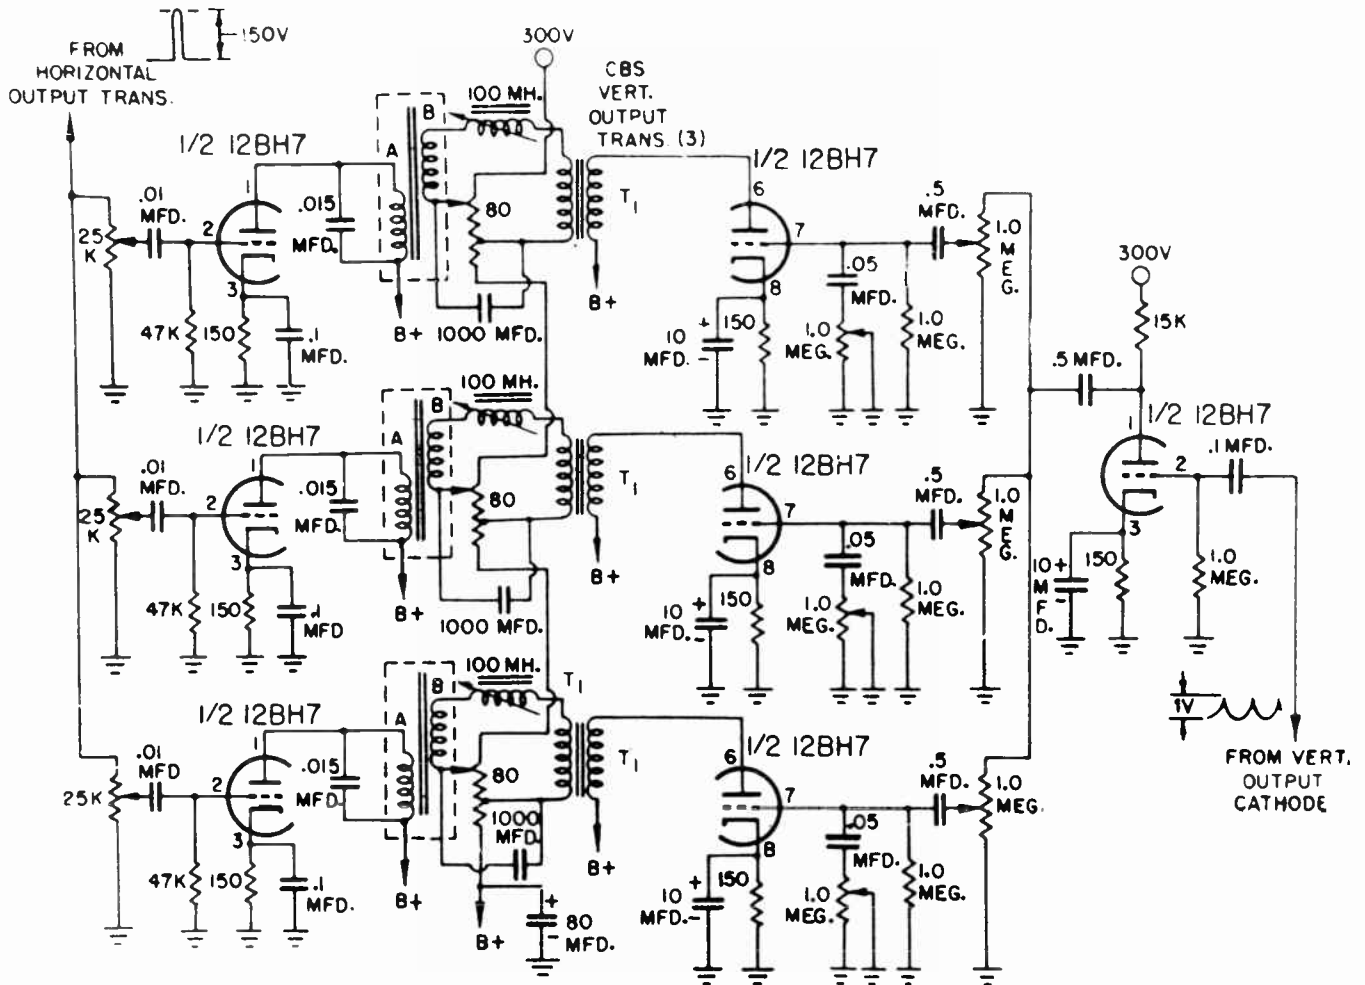 150V
FROM
HORIZONTAL
OUTPUT TRANS.
300V
CBS
VERT.
OUTPUT
TRANS. (3)
100 MH.
B
A
1/2 12BH7
1/2 12BH7
1
2
3
6
7
8
.01
MFD.
25
K
.015
MFD.
80
T1
.5
MFD.
1.0
MEG.
47K
150
.1
MFD.
B+
1000 MFD.
B+
10
MFD.
+
-
150
.05
MFD.
1.0
MEG.
1.0
MEG.
300V
15K
.5 MFD.
100 MH.
B
A
1/2 12BH7
1/2 12BH7
1
2
3
6
7
8
.01
MFD.
25
K
.015
MFD.
80
T1
.5
MFD.
1.0
MEG.
47K
150
.1
MFD
B+
1000 MFD.
B+
10
MFD.
+
-
150
.05
MFD.
1.0
MEG.
1.0
MEG.
1/2 12BH7
1
2
3
.1 MFD.
10
MFD.
+
-
150
1.0
MEG.
100 MH.
T1
B
A
1/2 12BH7
1/2 12BH7
1
2
3
6
7
8
.01
MFD
25K
.015
MFD.
80
T1
.5
MFD.
1.0
MEG.
47K
150
.1
MFD.
B+
1000
MFD.
B+
+
-
80
MFD.
B+
10
MFD.
+
-
150
.05
MFD.
1.0
MEG.
1.0
MEG.
1V
FROM VERT.
OUTPUT
CATHODE